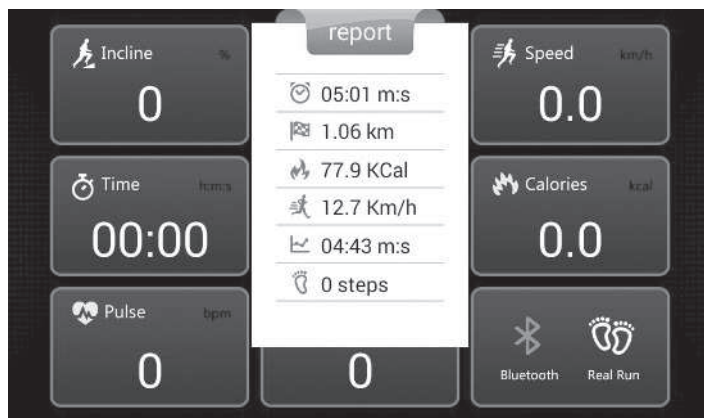 report
Incline %
0
05:01 m:s
1.06 km
77.9 KCal
12.7 Km/h
04:43 m:s
0 steps
Speed km/h
0.0
Time h:m:s
00:00
Calories kcal
0.0
Pulse bpm
0
0
Bluetooth Real Run